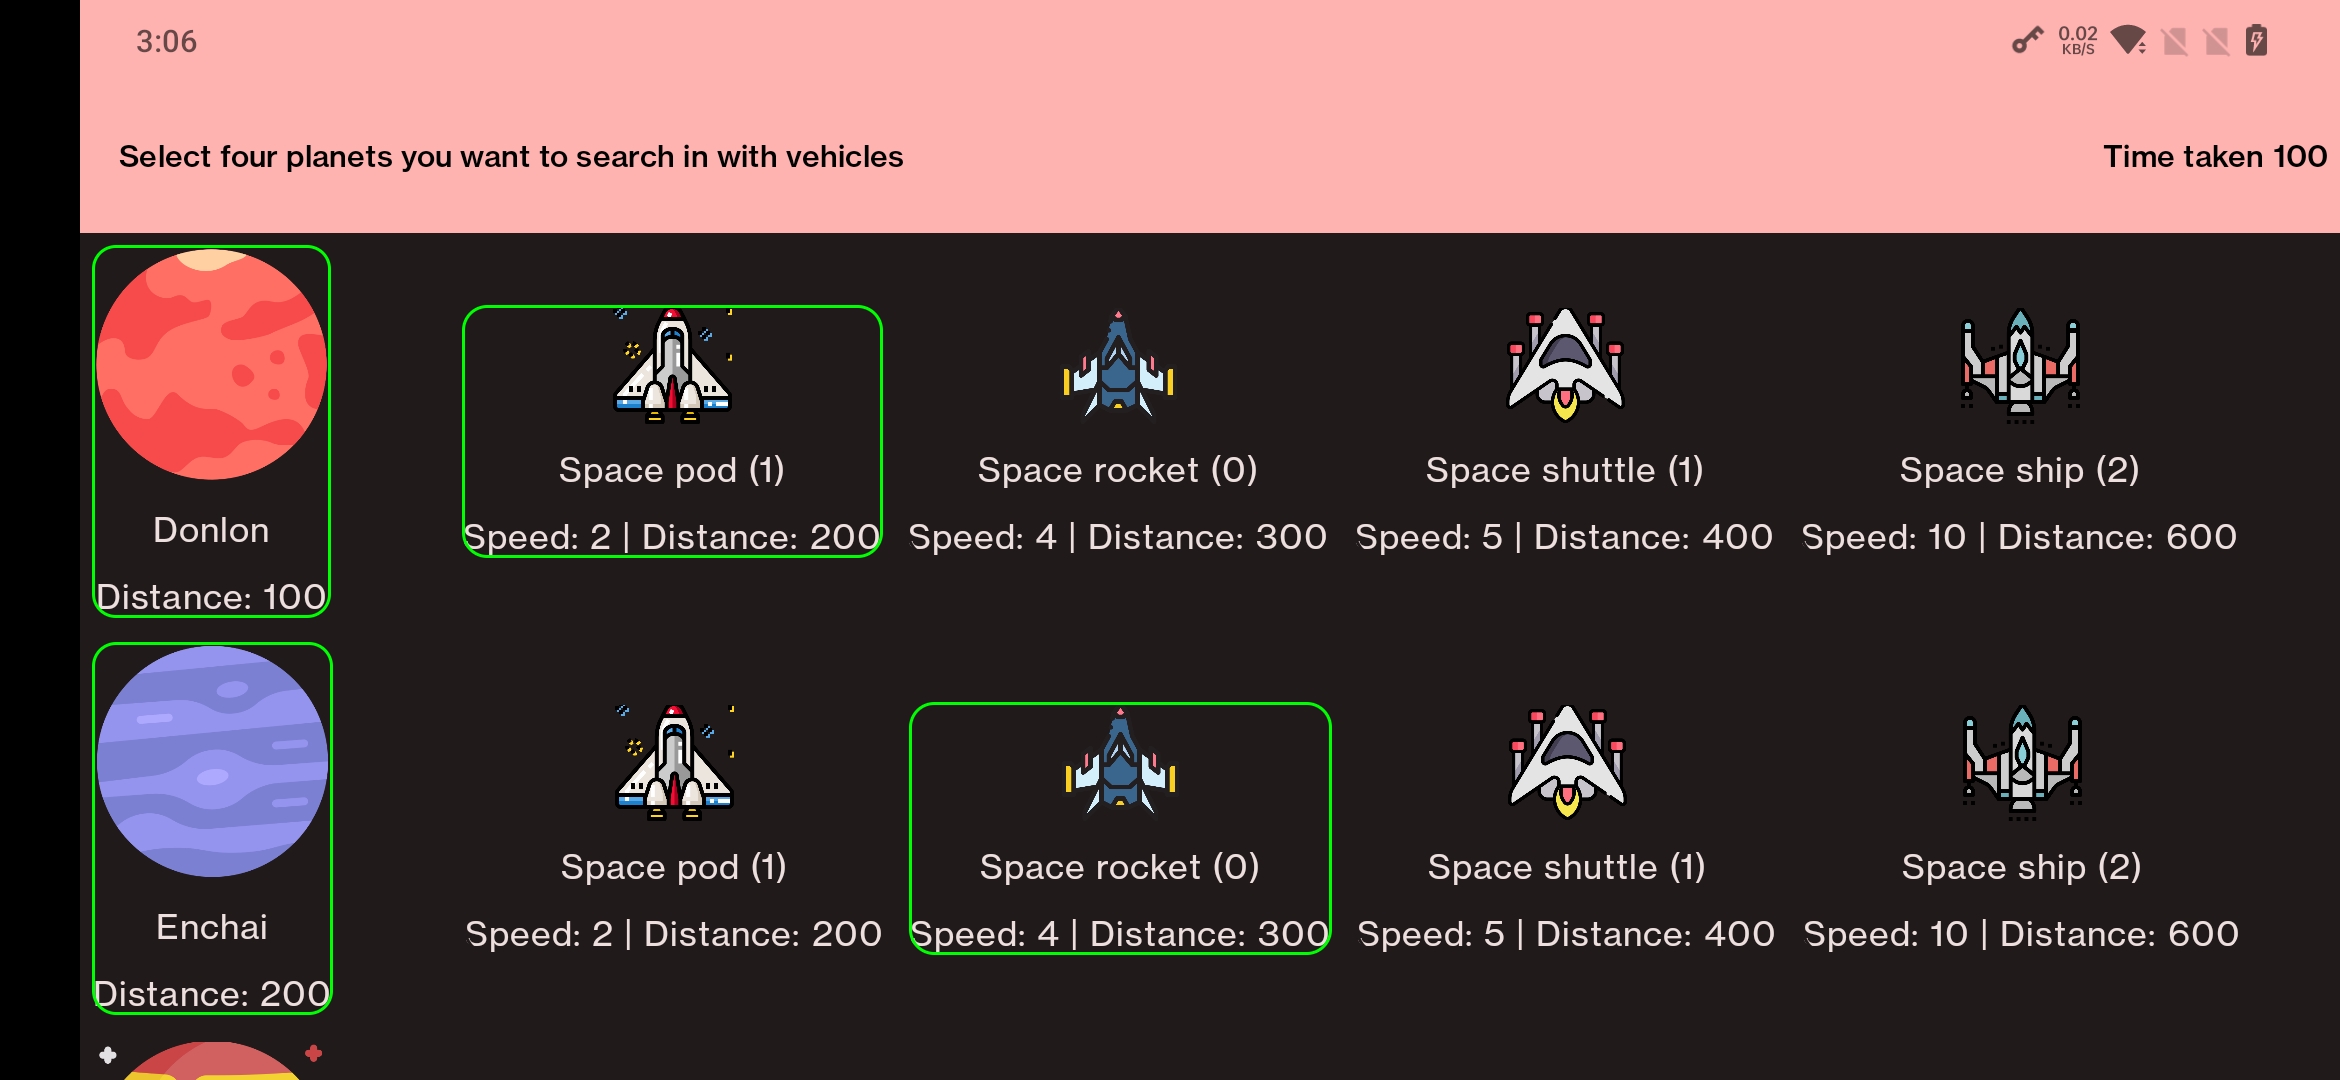 3:06
0.02
KB/S
Select four planets you want to search in with vehicles
Time taken 100
Space pod (1)
Space rocket (0)
Space shuttle (1)
Space ship (2)
Donlon
Speed: 2 | Distance: 200
Speed: 4 | Distance: 300
Speed: 5 | Distance: 400
Speed: 10 | Distance: 600
Distance: 100
Space pod (1)
Space rocket (0)
Space shuttle (1)
Space ship (2)
Enchai
Speed: 2 | Distance: 200
Speed: 4 | Distance: 300
Speed: 5 | Distance: 400
Speed: 10 | Distance: 600
Distance: 200